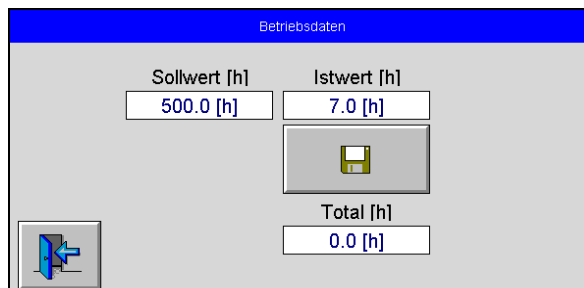 Betriebsdaten
Sollwert [h] Istwert [h]
500.0 [h] 7.0 [h]
Total [h]
0.0 [h]